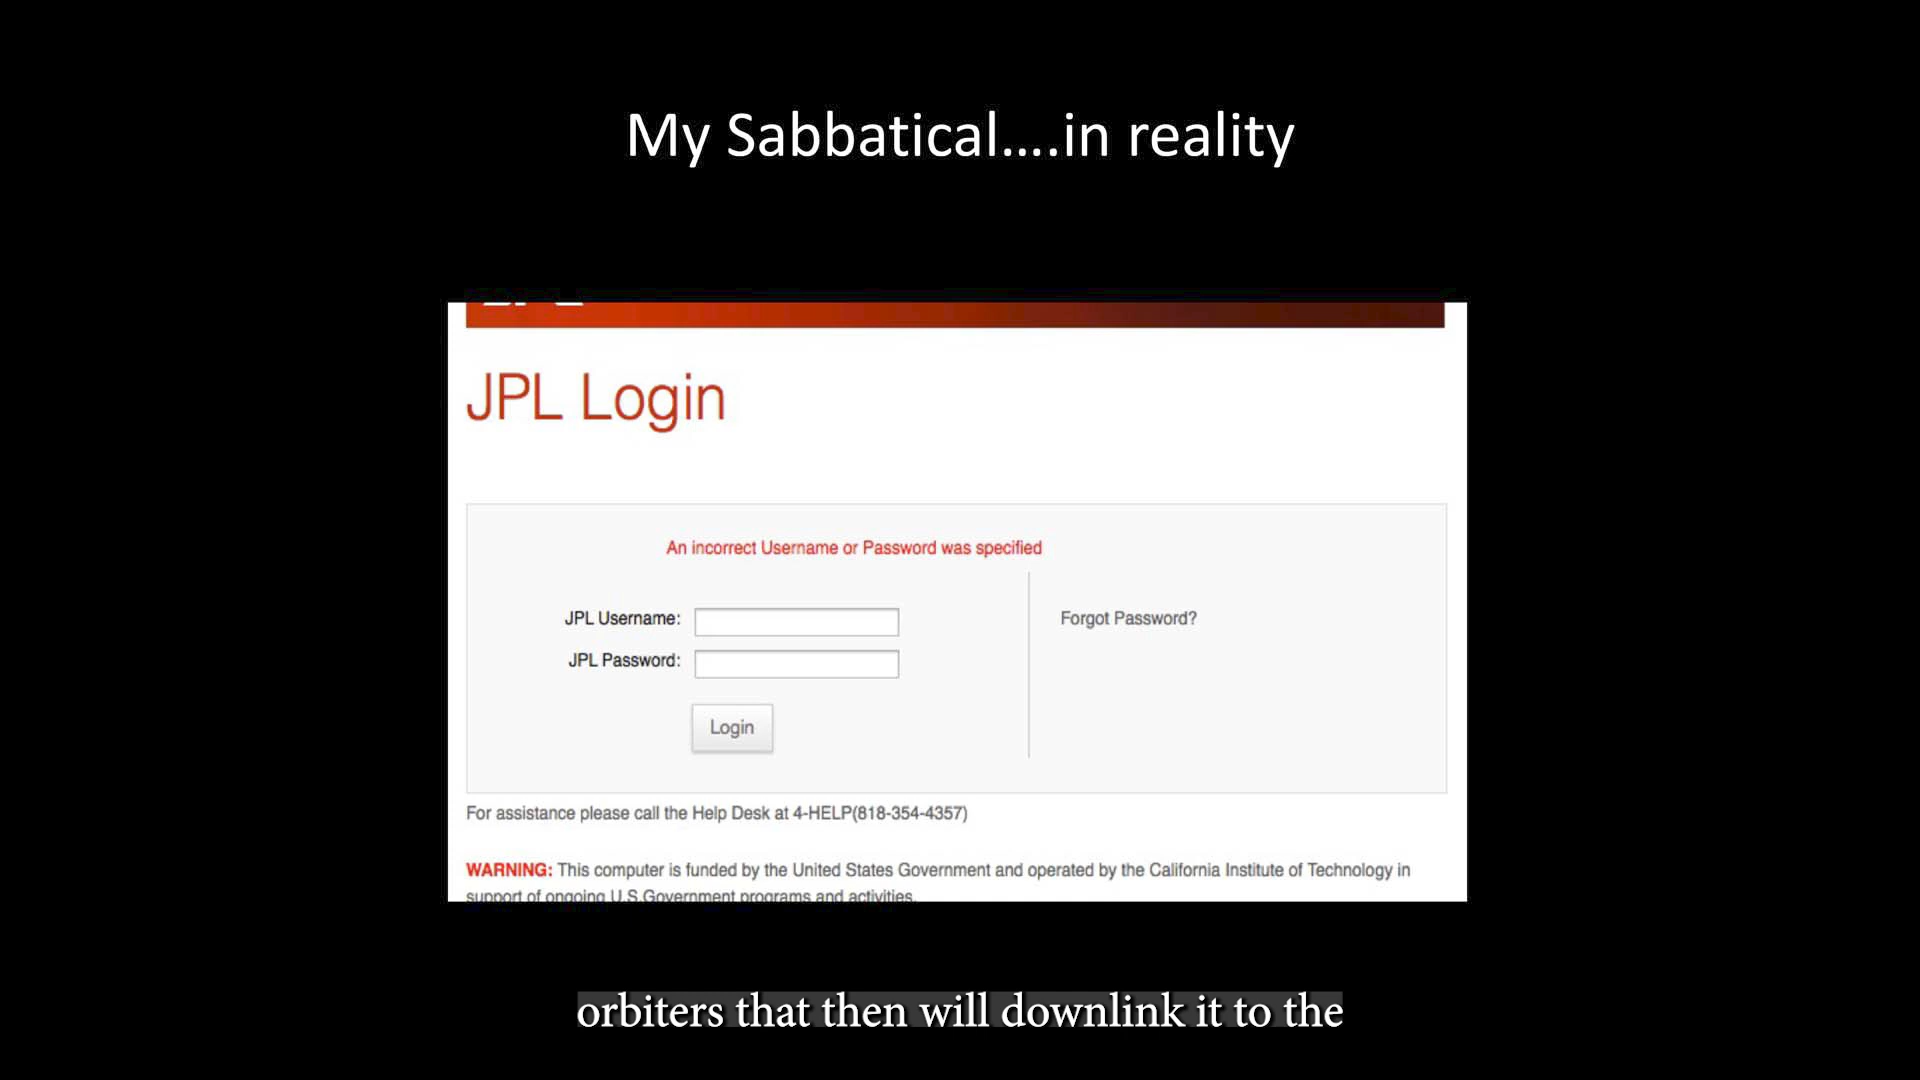 My Sabbatical....in reality
JPL Login
An incorrect Username or Password was specified
JPL Username:
Forgot Password?
JPL Password:
Login
For assistance please call the Help Desk at 4-HELP(818-354-4357)
WARNING: This computer is funded by the United States Government and operated by the California Institute of Technology in
support of ongoing U.S.Government programs and activities.
orbiters that then will downlink it to the